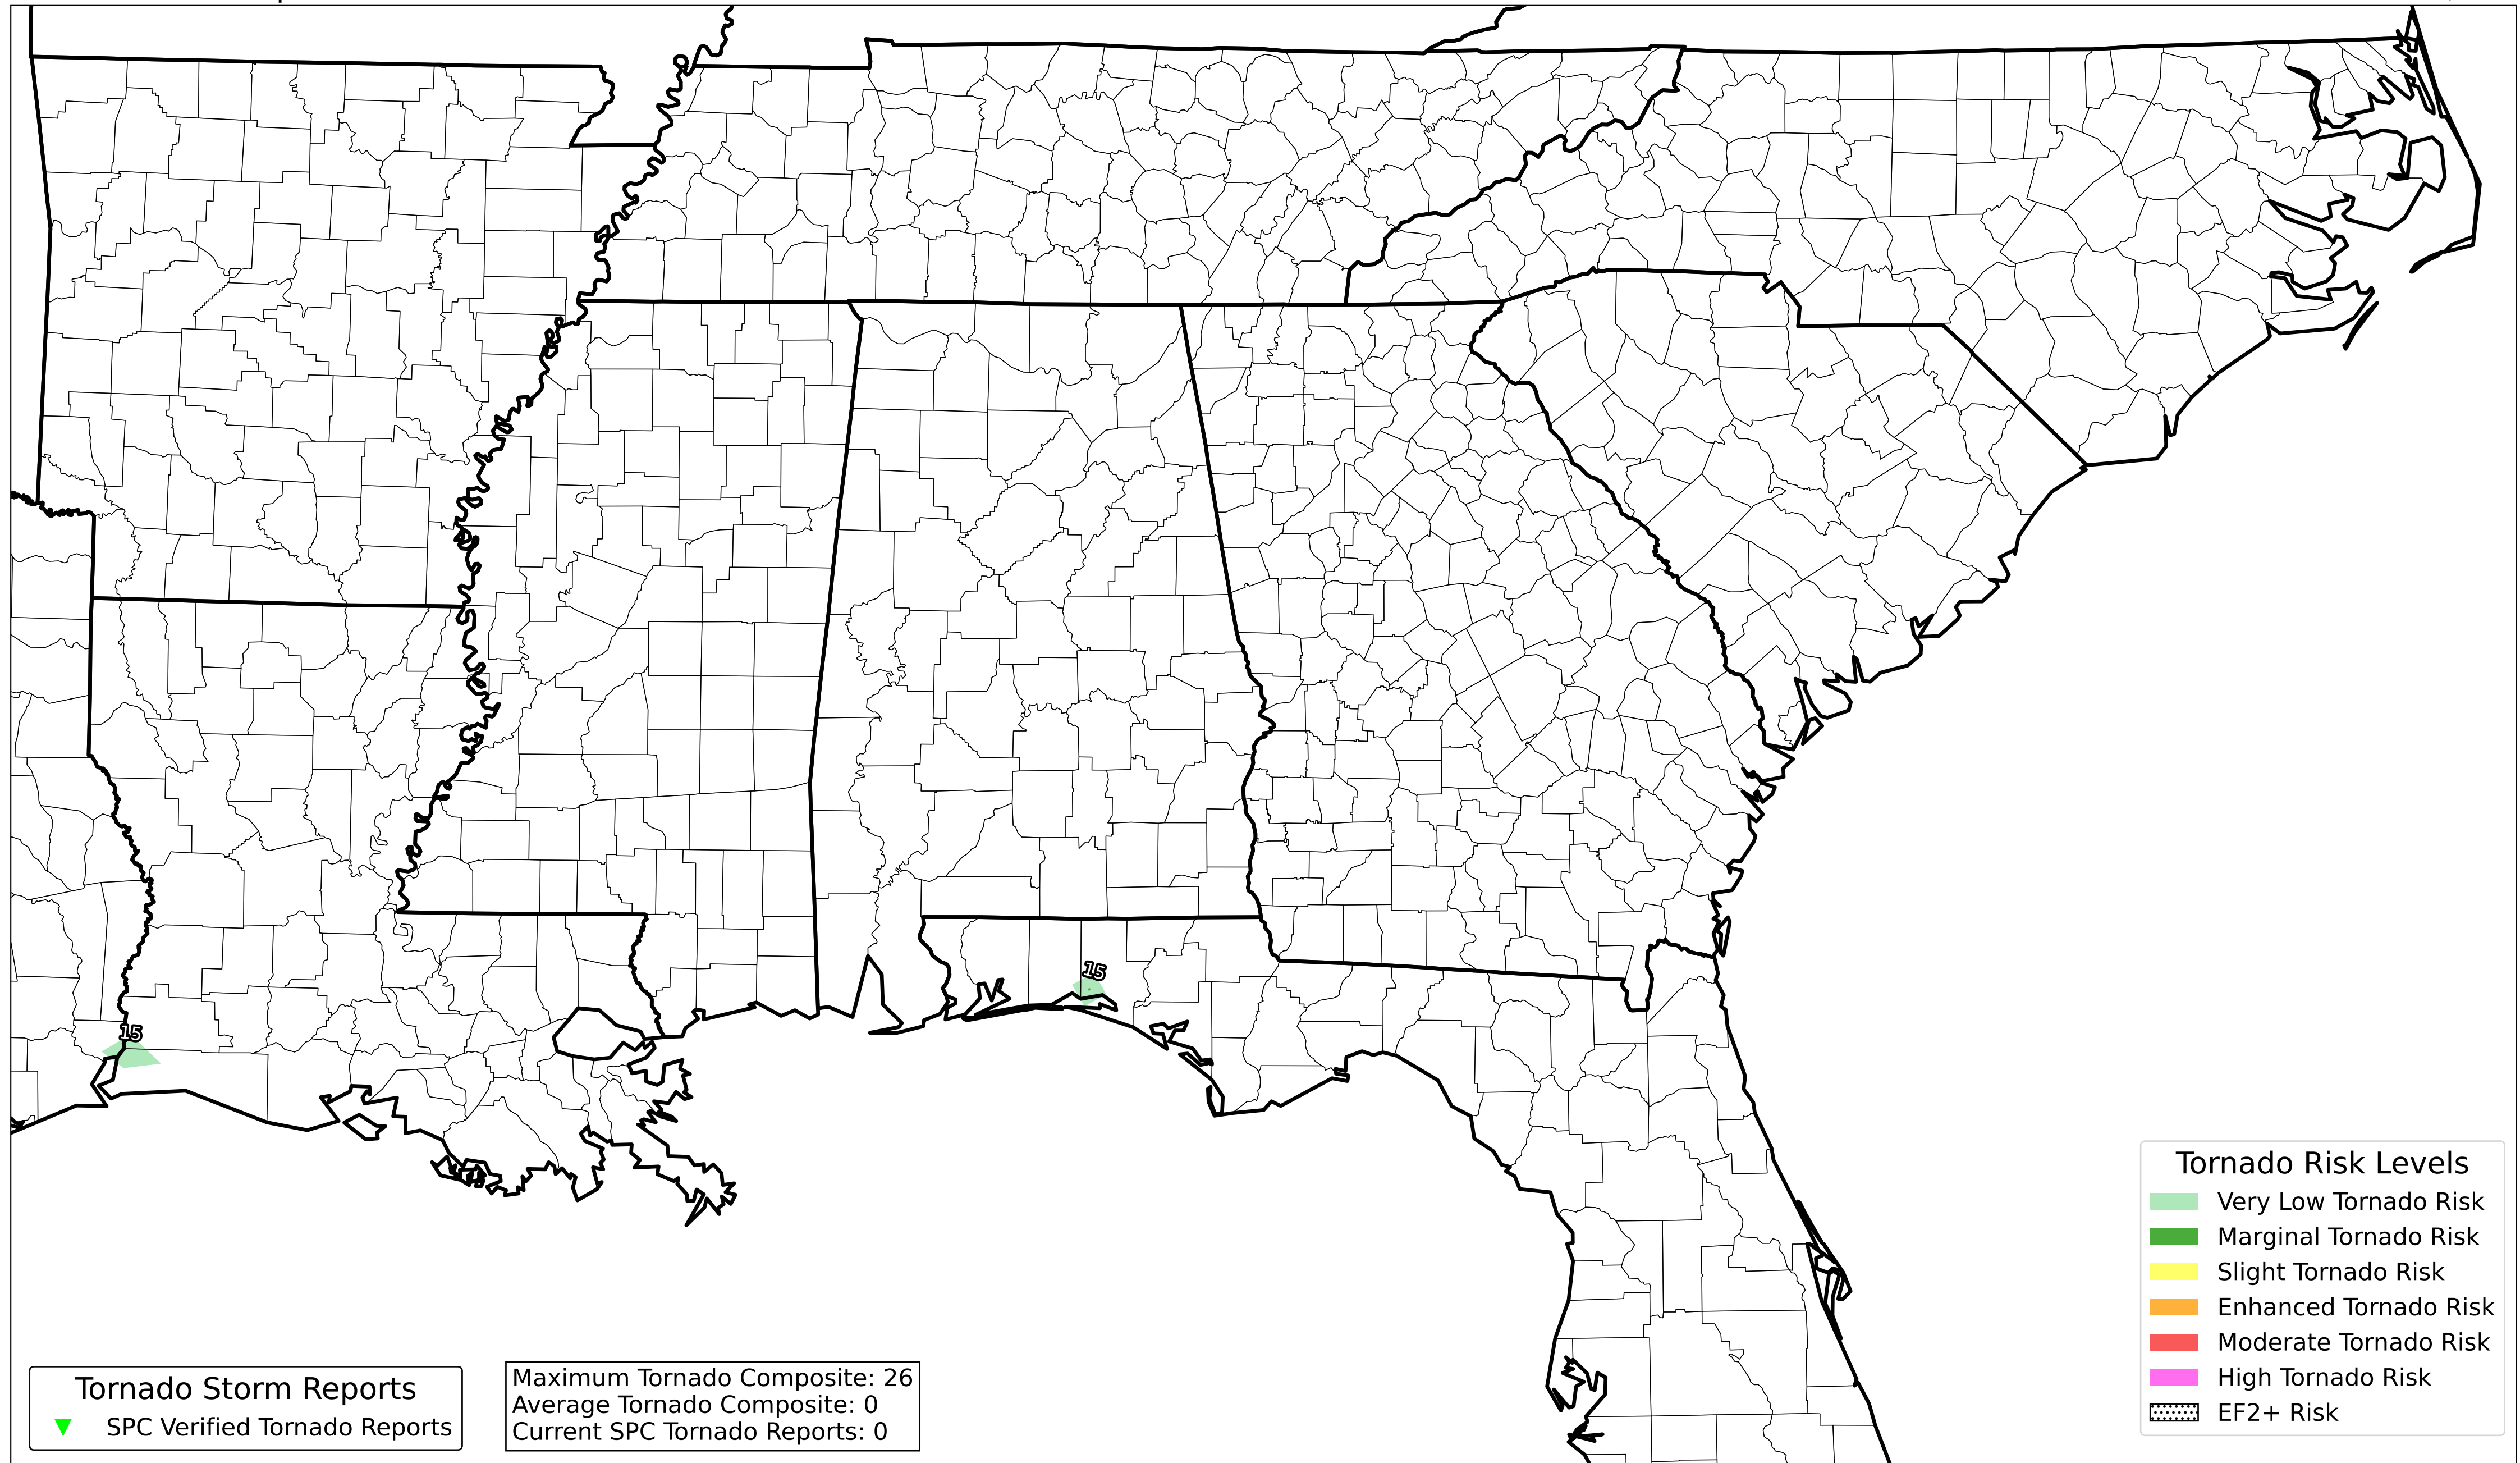 15
15
Tornado Risk Levels
Very Low Tornado Risk
Marginal Tornado Risk
Slight Tornado Risk
Enhanced Tornado Risk
Moderate Tornado Risk
High Tornado Risk
EF2+ Risk
Tornado Storm Reports
SPC Verified Tornado Reports
Maximum Tornado Composite: 26
Average Tornado Composite: 0
Current SPC Tornado Reports: 0